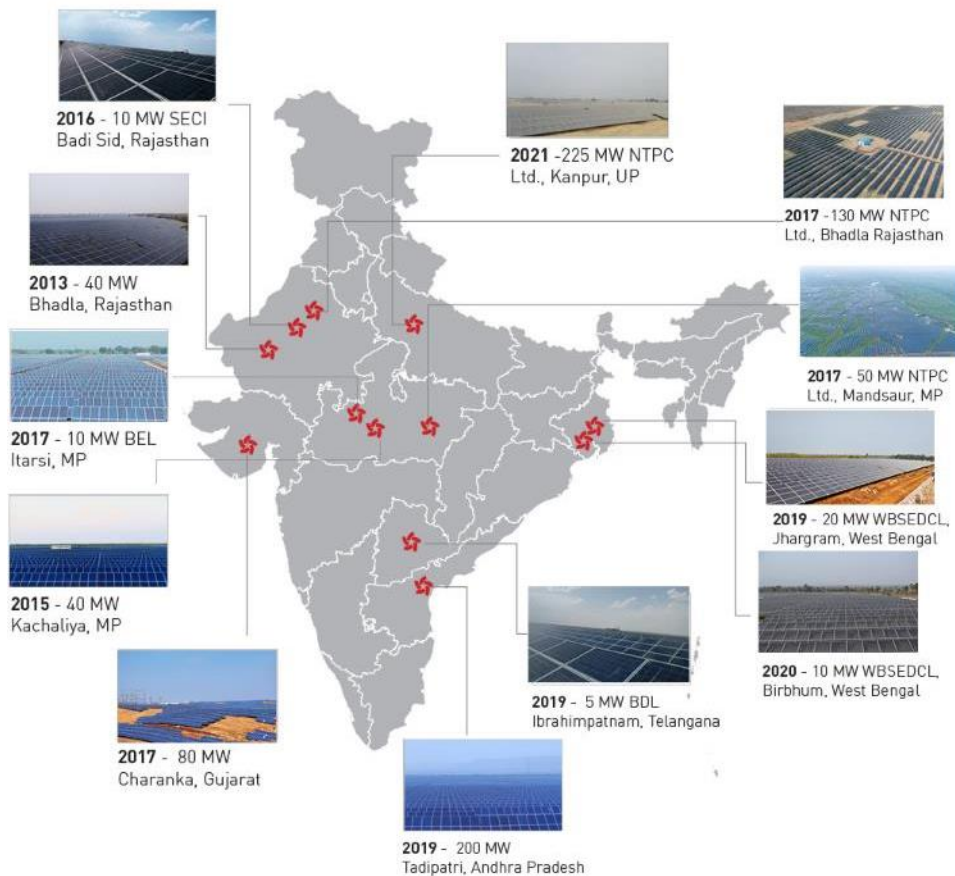 2016 - 10 MW SECI
Badi Sid, Rajasthan
2021 -225 MW NTPC
Ltd., Kanpur, UP
2017 -130 MW NTPC
Ltd., Bhadla Rajasthan
2013 - 40 MW
Bhadla, Rajasthan
2017 - 50 MW NTPC
Ltd., Mandsaur, MP
2017 - 10 MW BEL
Itarsi, MP
2019 - 20 MW WBSEDCL,
Jhargram, West Bengal
2015 - 40 MW
Kachaliya, MP
2020 - 10 MW WBSEDCL,
Birbhum, West Bengal
2019 - 5 MW BDL
Ibrahimpatnam, Telangana
2017 - 80 MW
Charanka, Gujarat
2019 - 200 MW
Tadipatri, Andhra Pradesh